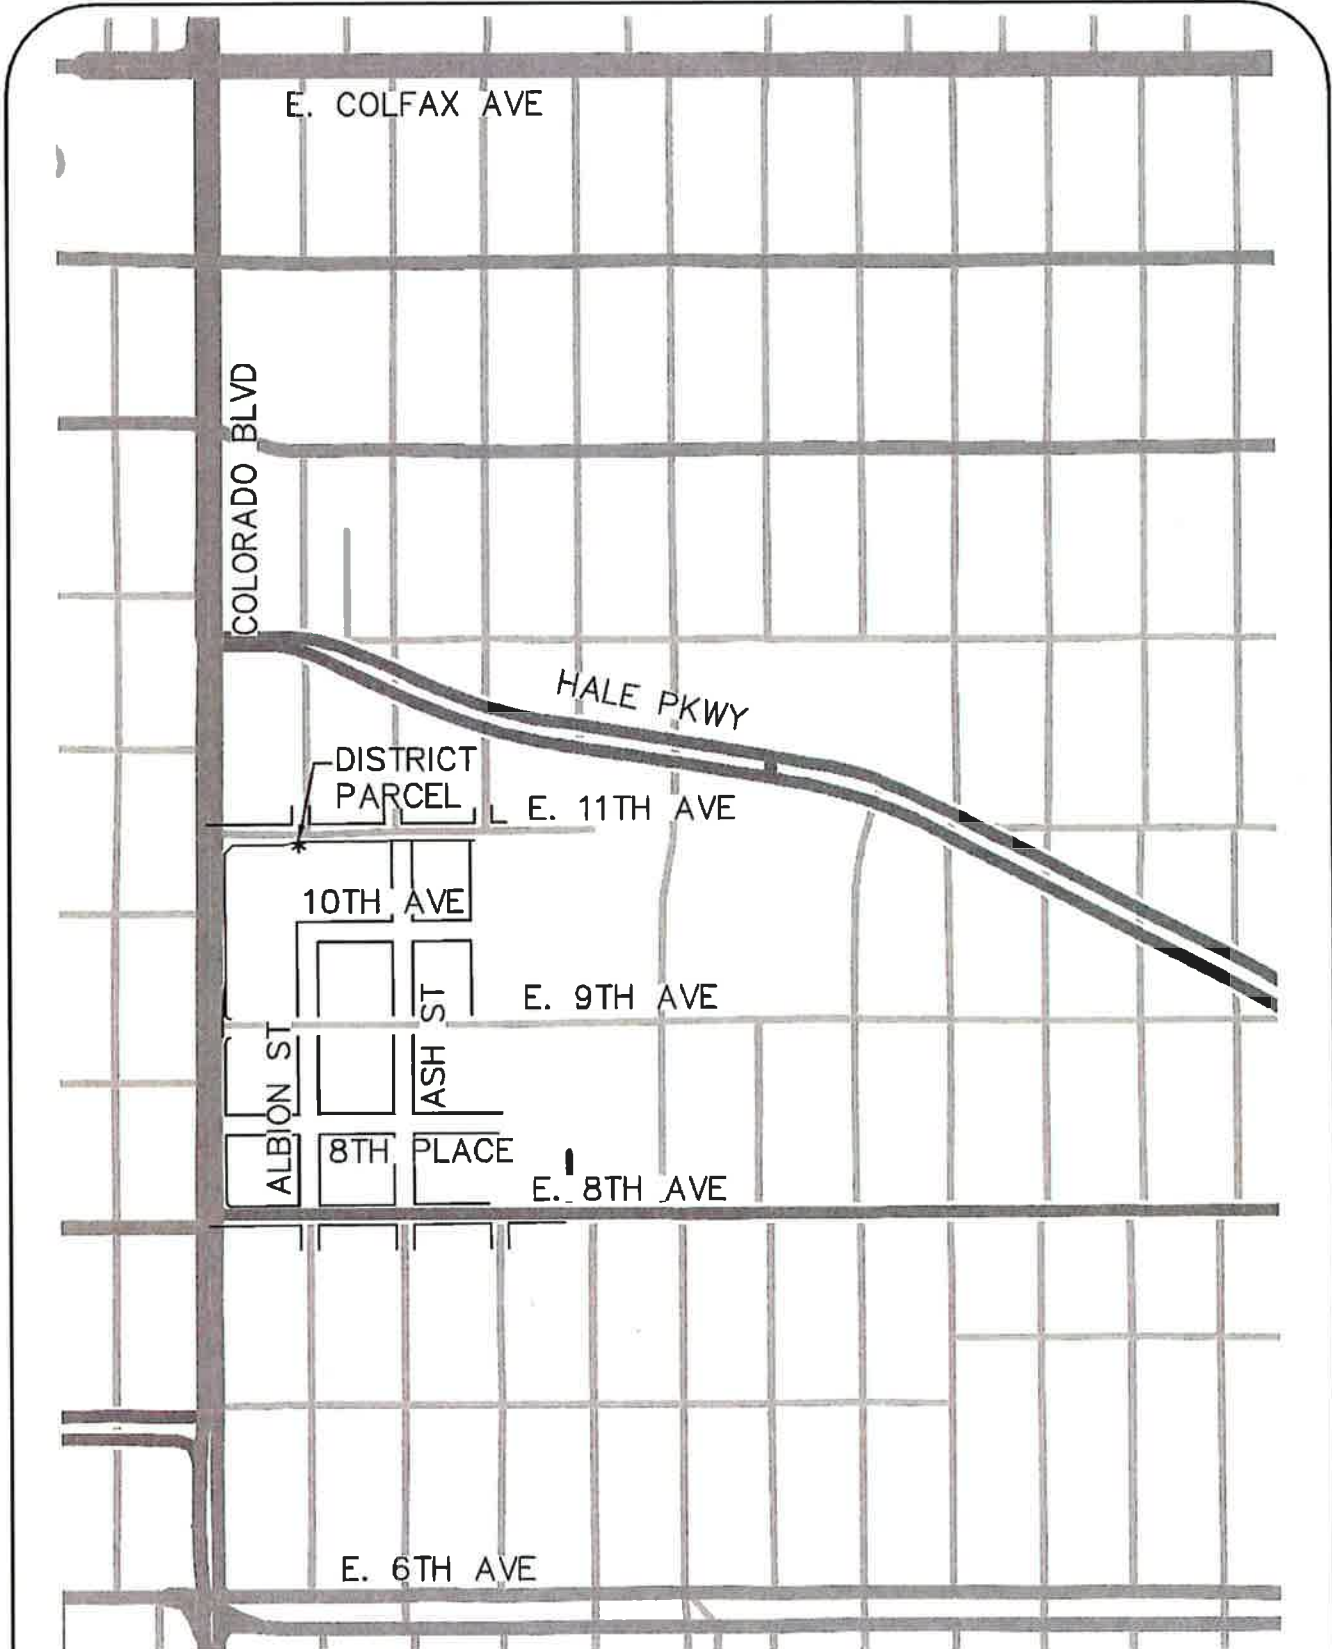 E. COLFAX AVE
COLORADO BLVD
HALE PKWY
DISTRICT
PARCEL
E. 11TH AVE
10TH AVE
E. 9TH AVE
ASH ST
ALBION ST
8TH PLACE
E. 8TH AVE
E. 6TH AVE